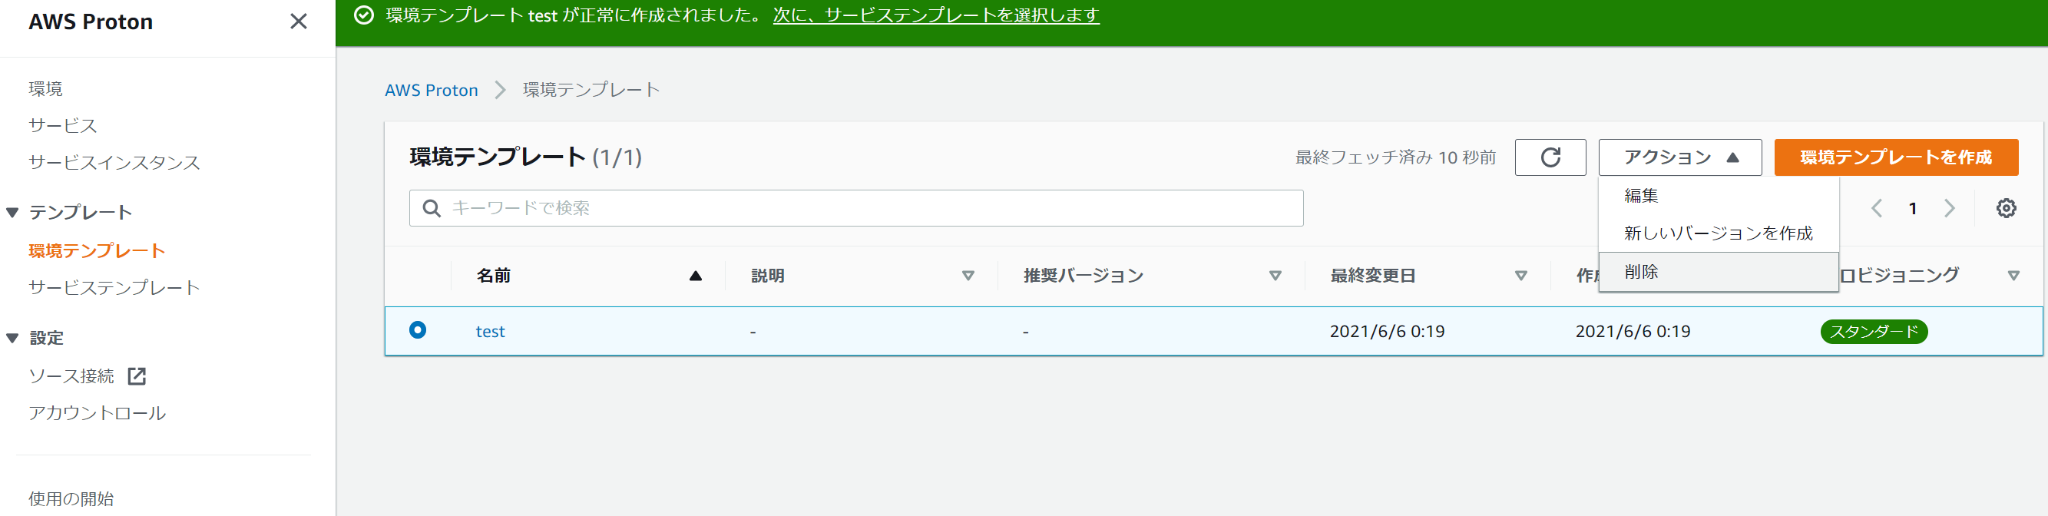 AWS Proton
環境
サービス
サービスインスタンス
テンプレート
環境テンプレート
サービステンプレート
設定
ソース接続
アカウントロール
使用の開始
環境テンプレート test が正常に作成されました。 次に、サービステンプレートを選択します
AWS Proton 環境テンプレート
環境テンプレート (1/1)
最終フェッチ済み 10 秒前
アクション
環境テンプレートを作成
編集
新しいバージョンを作成
削除
キーワードで検索
1
名前 説明 推奨バージョン 最終変更日 作 ロビジョニング
test - - 2021/6/6 0:19 2021/6/6 0:19 スタンダード